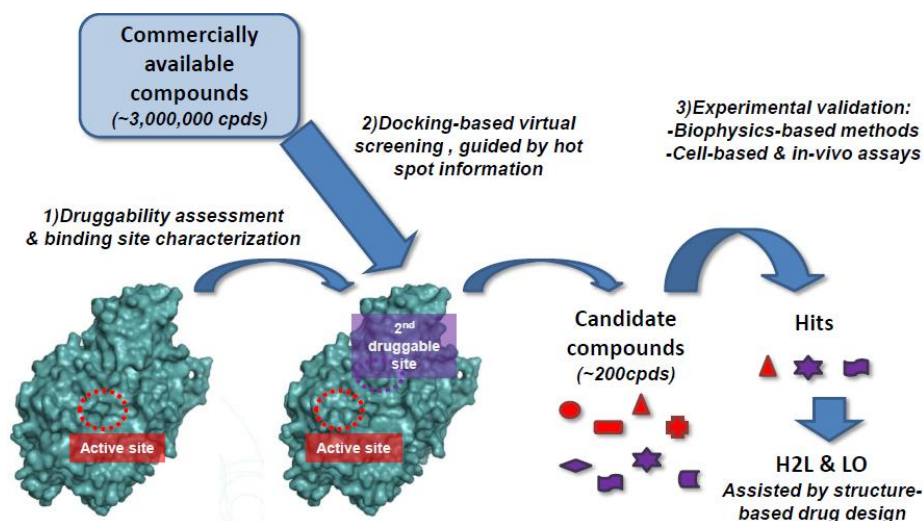 Commercially
available
compounds
(~3,000,000 cpds)
2)Docking-based virtual
screening , guided by hot
spot information
3)Experimental validation:
-Biophysics-based methods
-Cell-based & in-vivo assays
1)Druggability assessment
& binding site characterization
Active site
2nd
druggable
site
Active site
Candidate
compounds
(~200cpds)
Hits
H2L & LO
Assisted by structure-
based drug design